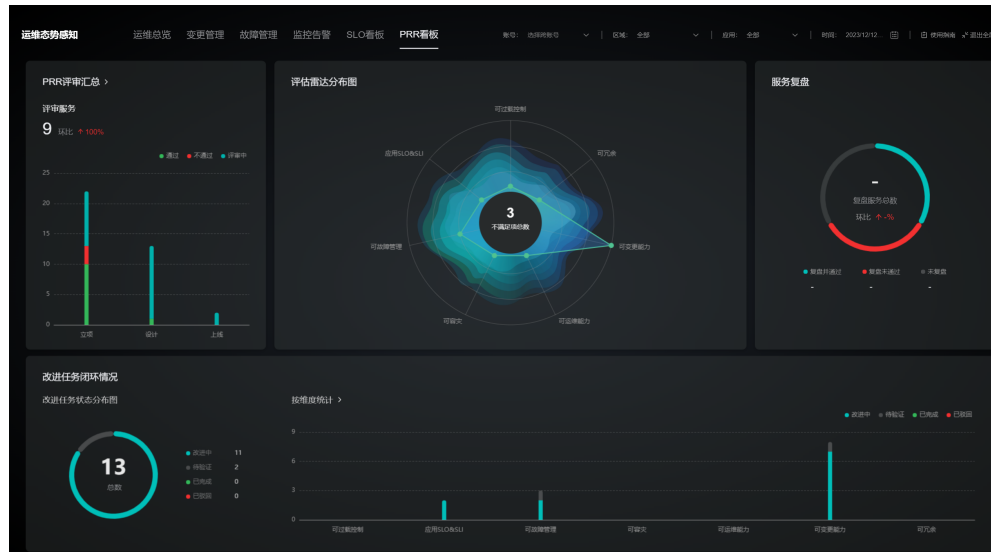 运维态势感知 运维总览 变更管理 故障管理 监控告警 SLO看板 PRR看板 账号: 选择跨账号 区域: 全部 应用: 全部 时间: 2023/12/12... 使用指南 退出全
PRR评审汇总 >
评审服务
9 环比 ↑ 100%
通过 不通过 评审中
25
20
15
10
5
0
立项 设计 上线
评估雷达分布图
可过载控制
应用SLO&SLI 可冗余
3
不满足项总数
可故障管理 可变更能力
可容灾 可运维能力
服务复盘
-
复盘服务总数
环比 ↑ -%
复盘并通过 复盘未通过 未复盘
- - -
改进任务闭环情况
改进任务状态分布图
13
总数
改进中 11
待验证 2
已完成 0
已驳回 0
按维度统计 >
改进中 待验证 已完成 已驳回
9
6
3
0
可过载控制 应用SLO&SLI 可故障管理 可容灾 可运维能力 可变更能力 可冗余